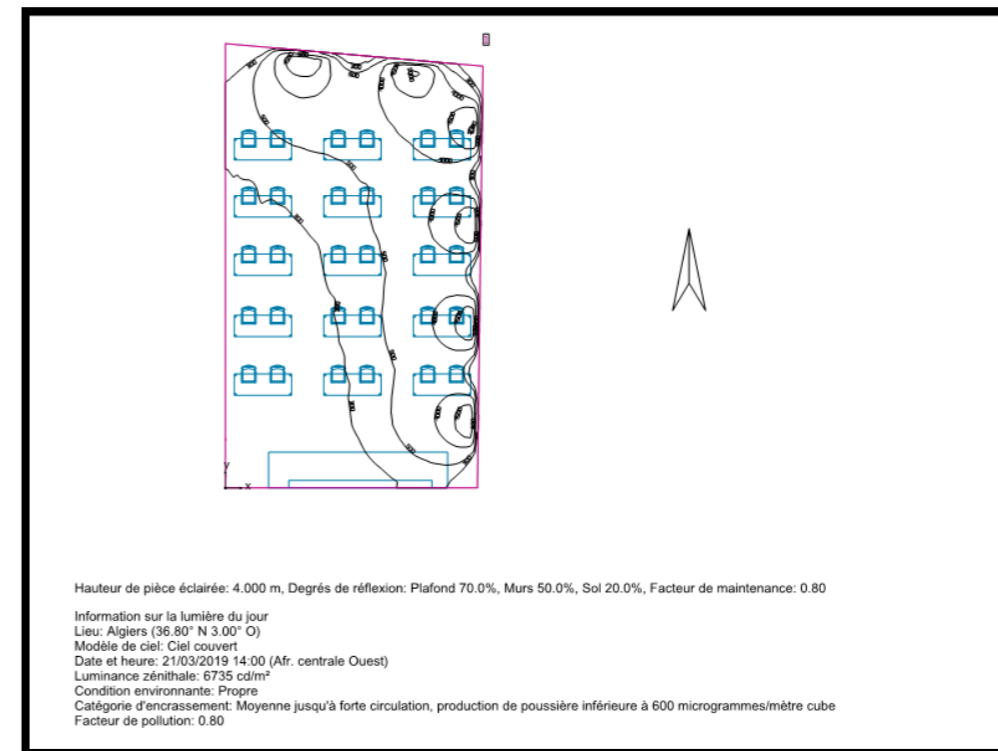 y
x
Hauteur de pièce éclairée: 4.000 m, Degrés de réflexion: Plafond 70.0%, Murs 50.0%, Sol 20.0%, Facteur de maintenance: 0.80
Information sur la lumière du jour
Lieu: Algiers (36.80° N 3.00° O)
Modèle de ciel: Ciel couvert
Date et heure: 21/03/2019 14:00 (Afr. centrale Ouest)
Luminance zénithale: 6735 cd/m²
Condition environnante: Propre
Catégorie d'encrassement: Moyenne jusqu'à forte circulation, production de poussière inférieure à 600 microgrammes/mètre cube
Facteur de pollution: 0.80